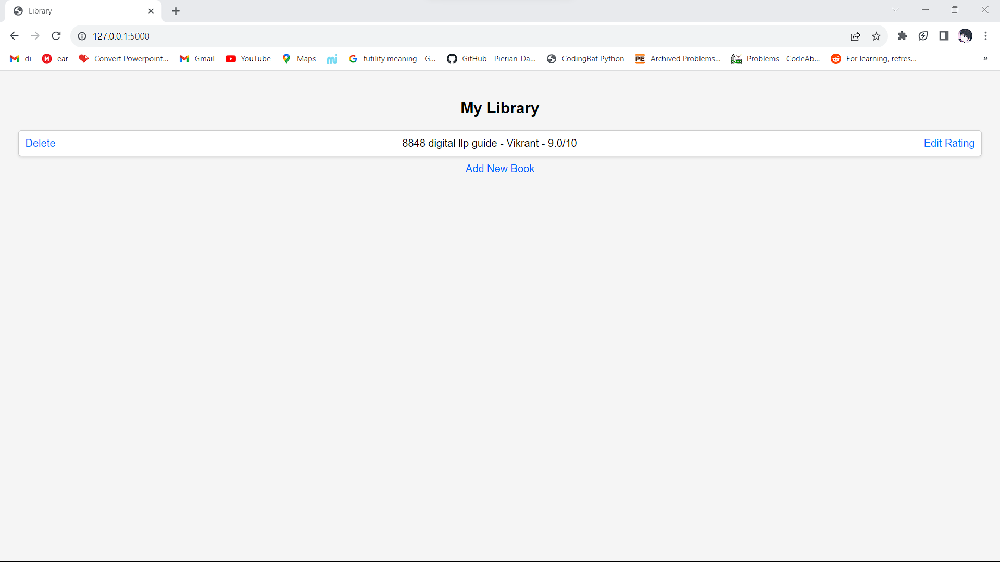 Library
127.0.0.1:5000
di ear Convert Powerpoint... Gmail YouTube Maps futility meaning - G... GitHub - Pierian-Da... CodingBat Python PE Archived Problems... Problems - CodeAb... For learning, refres... »
My Library
Delete 8848 digital llp guide - Vikrant - 9.0/10 Edit Rating
Add New Book